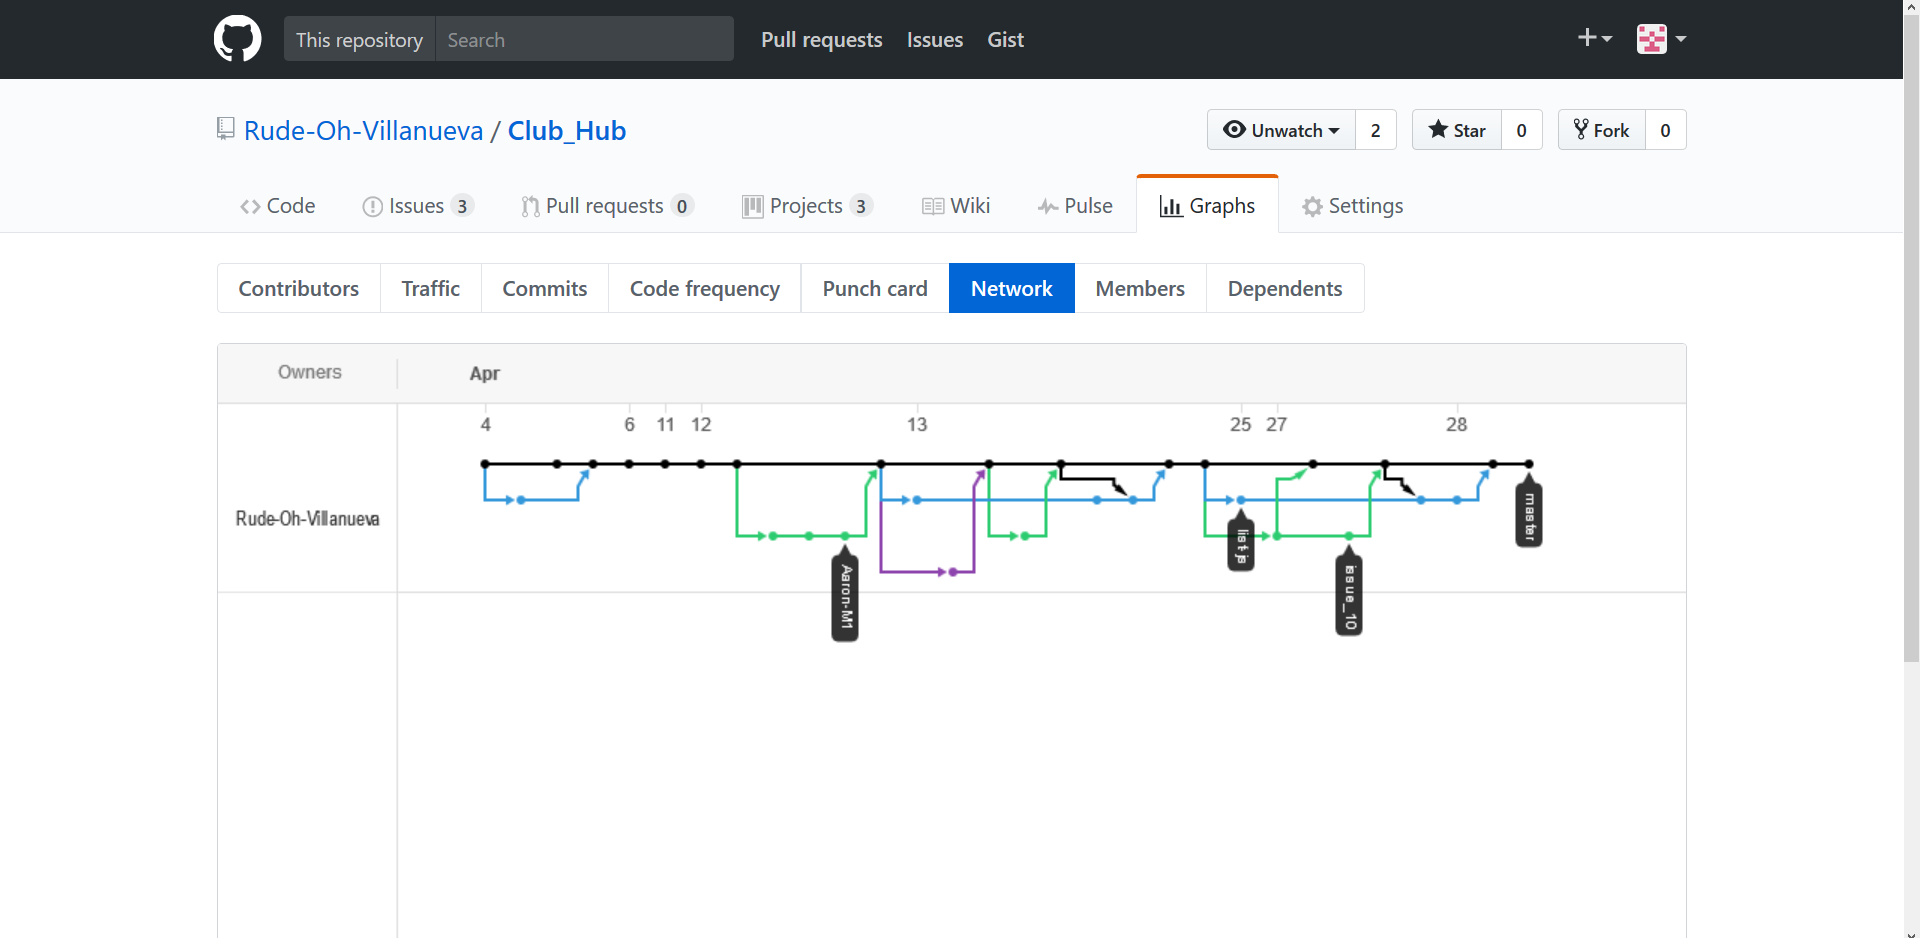 This repository Search Pull requests Issues Gist
Rude-Oh-Villanueva / Club_Hub Unwatch 2 Star 0 Fork 0
Code Issues 3 Pull requests 0 Projects 3 Wiki Pulse Graphs Settings
Contributors Traffic Commits Code frequency Punch card Network Members Dependents
Owners Apr
4 6 11 12 13 25 27 28
Rude-Oh-Villanueva
Aaron-M1
list-js
issue_10
master